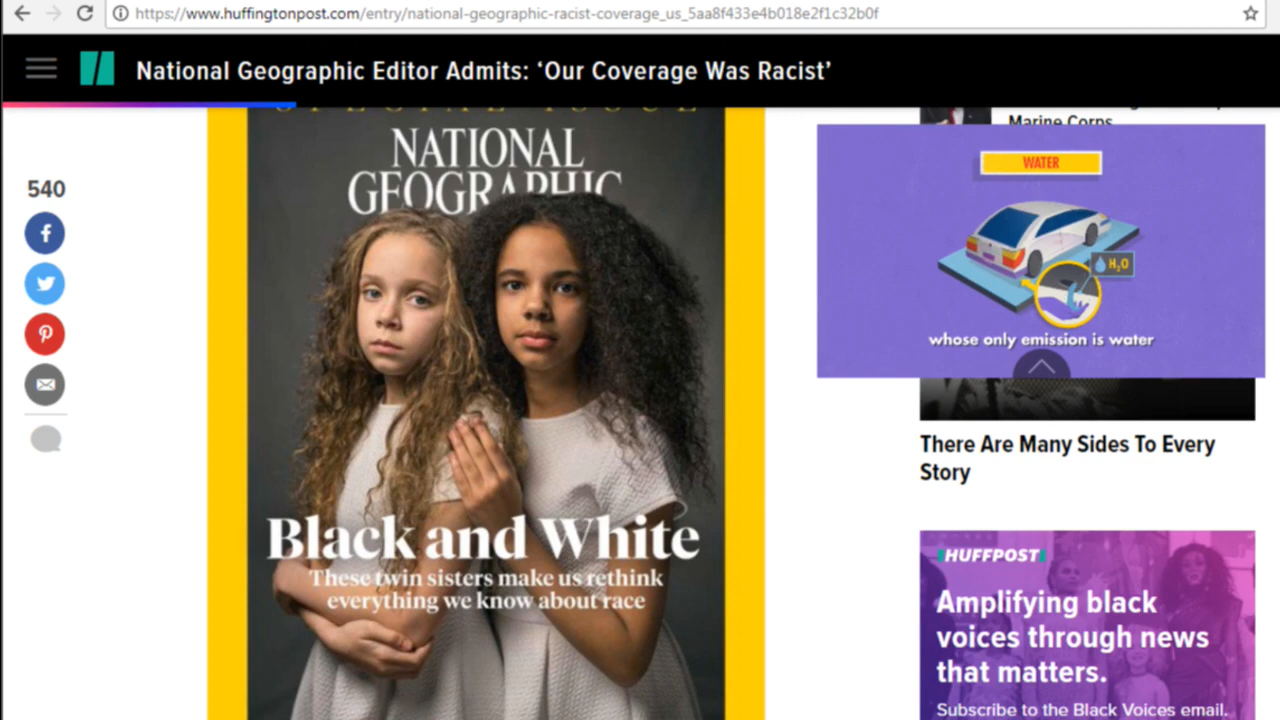 https://www.huffingtonpost.com/entry/national-geographic-racist-coverage_us_5aa8f433e4b018e2f1c32b0f
National Geographic Editor Admits: ‘Our Coverage Was Racist’
540
SPECIAL ISSUE
NATIONAL
GEOGRAPHIC
Black and White
These twin sisters make us rethink
everything we know about race
Marine Corps
WATER
H₂O
whose only emission is water
There Are Many Sides To Every
Story
HUFFPOST
Amplifying black
voices through news
that matters.
Subscribe to the Black Voices email.